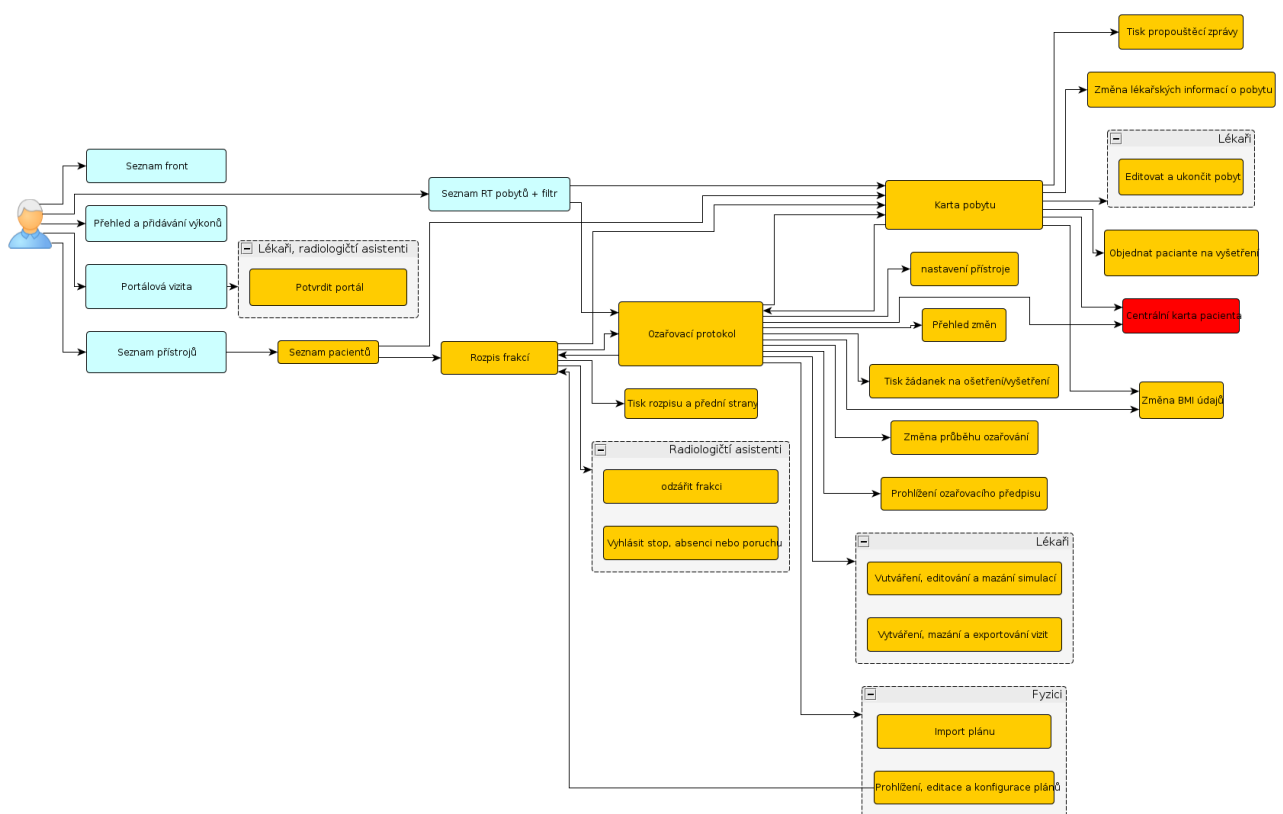 Tisk propouštěcí zprávy
Změna lékařských informací o pobytu
Lékaři
Editovat a ukončit pobyt
Seznam front
Seznam RT pobytů + filtr
Karta pobytu
Přehled a přidávání výkonů
Objednat paciante na vyšetření
Lékaři, radiologičtí asistenti
Portálová vizita
Potvrdit portál
nastavení přístroje
Centrální karta pacienta
Přehled změn
Ozařovací protokol
Seznam přístrojů
Seznam pacientů
Rozpis frakcí
Tisk žádanek na ošetření/vyšetření
Změna BMI údajů
Tisk rozpisu a přední strany
Změna průběhu ozařování
Radiologičtí asistenti
odzářit frakci
Prohlížení ozařovacího předpisu
Vyhlásit stop, absenci nebo poruchu
Lékaři
Vutváření, editování a mazání simulací
Vytváření, mazání a exportování vizit
Fyzici
Import plánu
Prohlížení, editace a konfigurace plánů